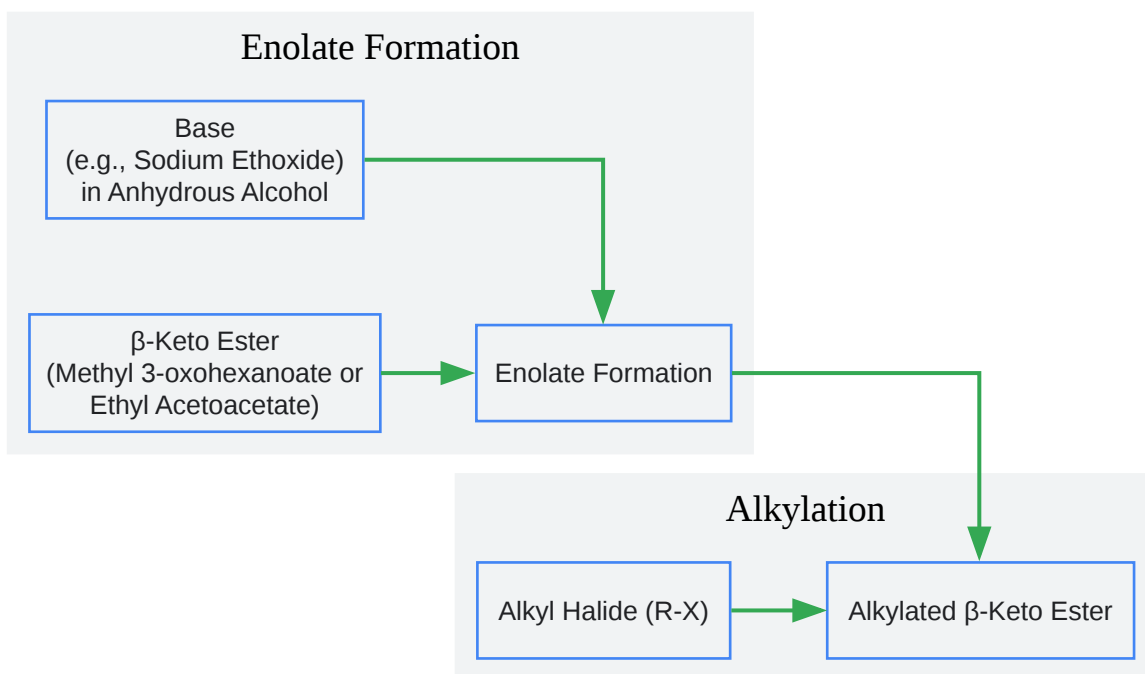 Enolate Formation
Base
(e.g., Sodium Ethoxide)
in Anhydrous Alcohol
β-Keto Ester
(Methyl 3-oxohexanoate or
Ethyl Acetoacetate)
Enolate Formation
Alkylation
Alkyl Halide (R-X)
Alkylated β-Keto Ester